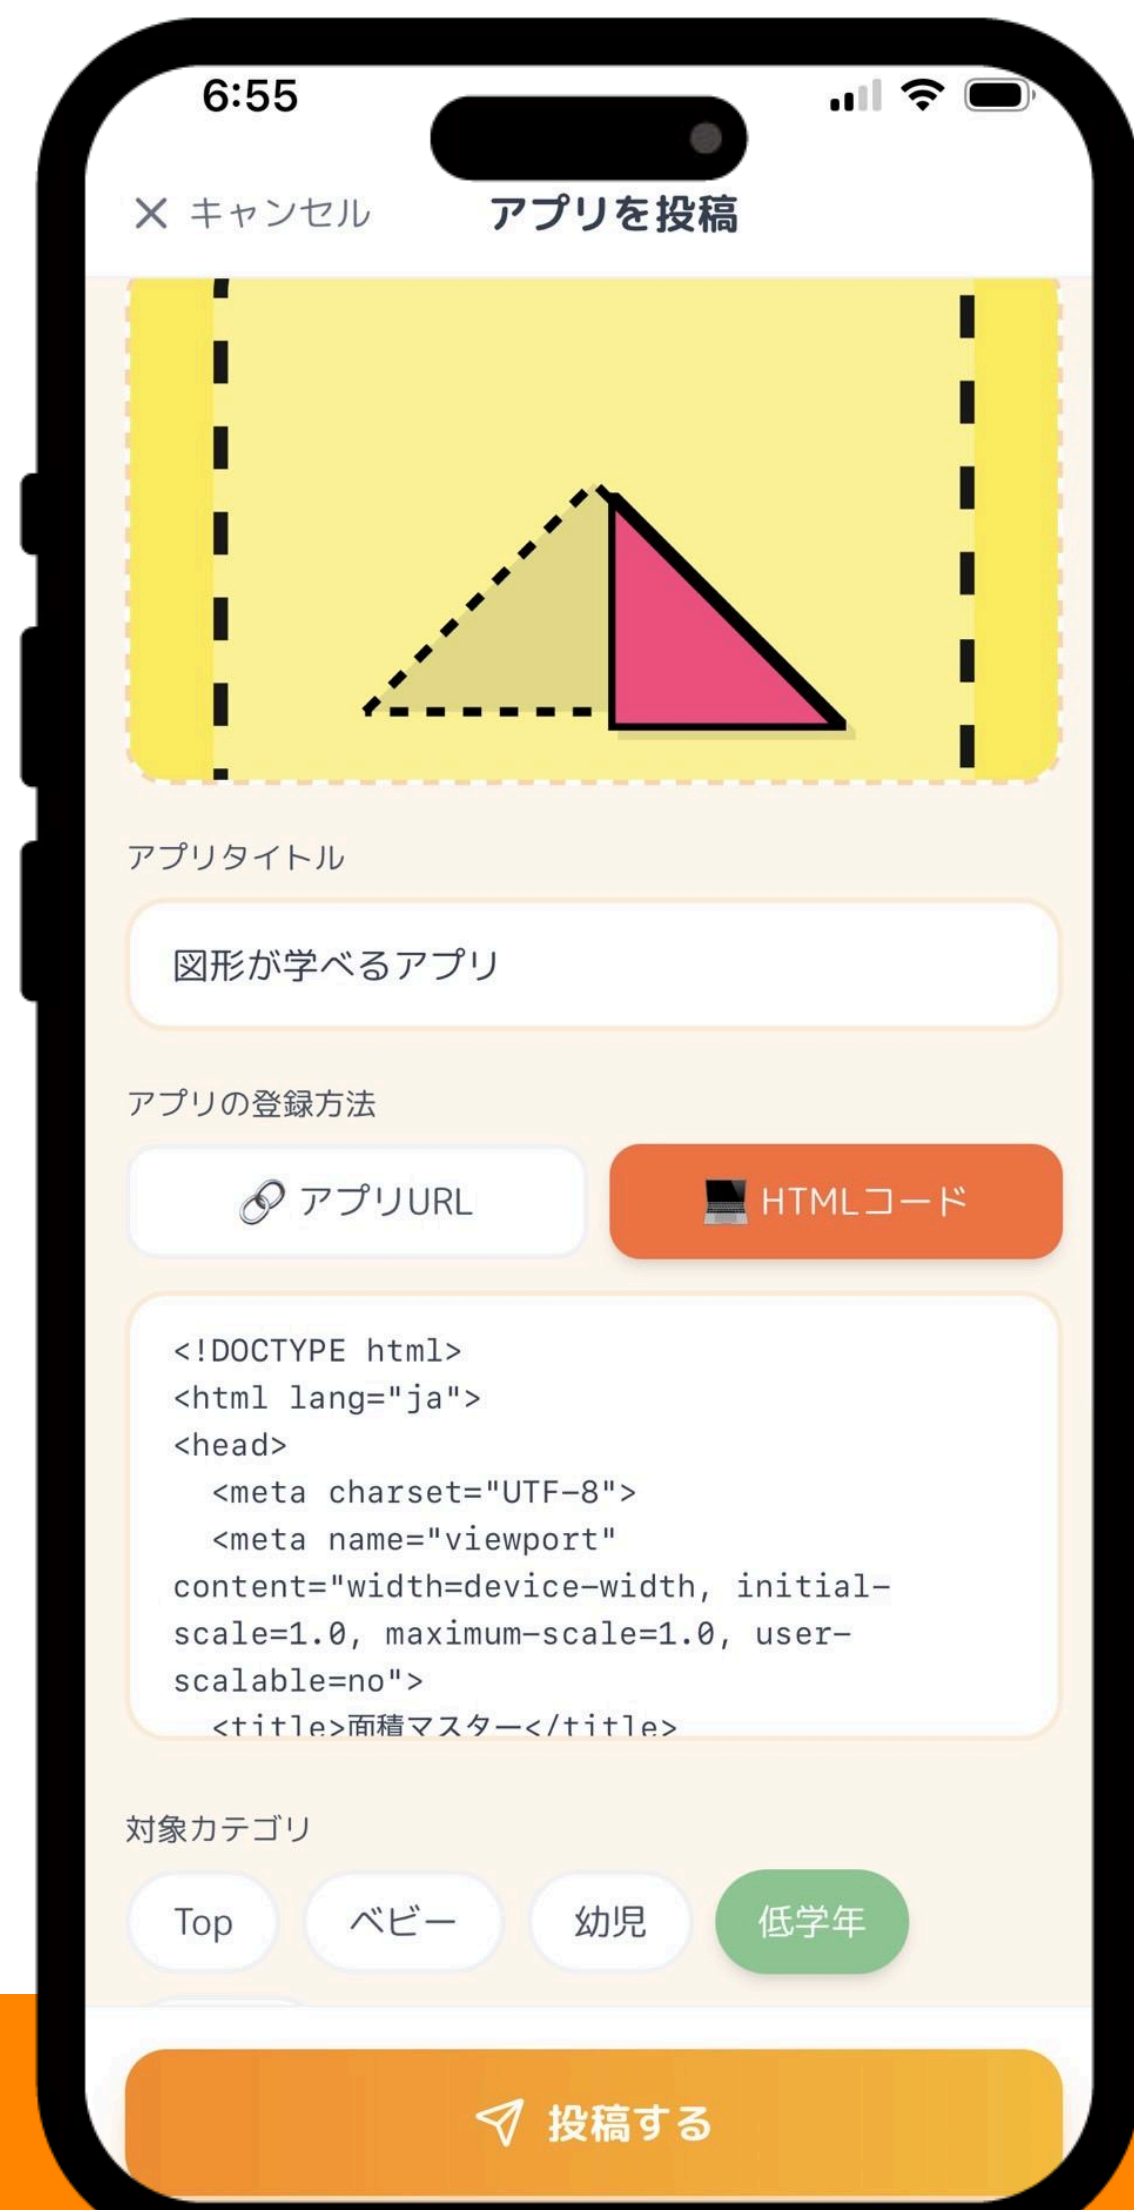 6:55
× キャンセル
アプリを投稿
アプリタイトル
図形が学べるアプリ
アプリの登録方法
アプリURL
HTMLコード
<!DOCTYPE html>
<html lang="ja">
<head>
  <meta charset="UTF-8">
  <meta name="viewport"
content="width=device-width, initial-
scale=1.0, maximum-scale=1.0, user-
scalable=no">
  <title>面積マスター</title>
対象カテゴリ
Top
ベビー
幼児
低学年
投稿する